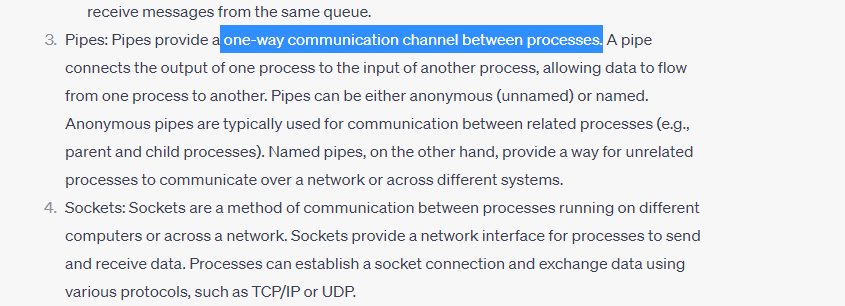 receive messages from the same queue.
3. Pipes: Pipes provide a one-way communication channel between processes. A pipe
connects the output of one process to the input of another process, allowing data to flow
from one process to another. Pipes can be either anonymous (unnamed) or named.
Anonymous pipes are typically used for communication between related processes (e.g.,
parent and child processes). Named pipes, on the other hand, provide a way for unrelated
processes to communicate over a network or across different systems.
4. Sockets: Sockets are a method of communication between processes running on different
computers or across a network. Sockets provide a network interface for processes to send
and receive data. Processes can establish a socket connection and exchange data using
various protocols, such as TCP/IP or UDP.